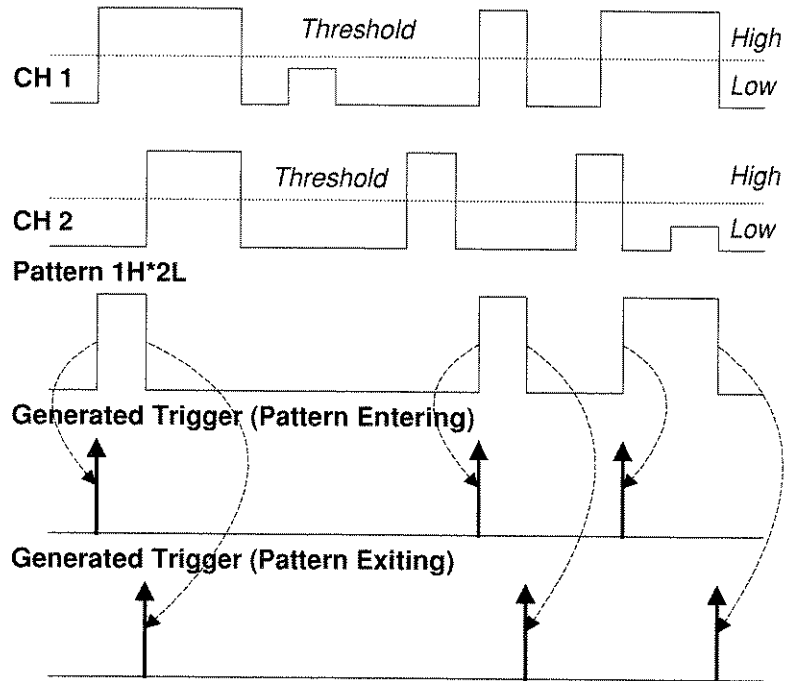 Threshold High
CH 1 Low
Threshold High
CH 2 Low
Pattern 1H*2L
Generated Trigger (Pattern Entering)
Generated Trigger (Pattern Exiting)